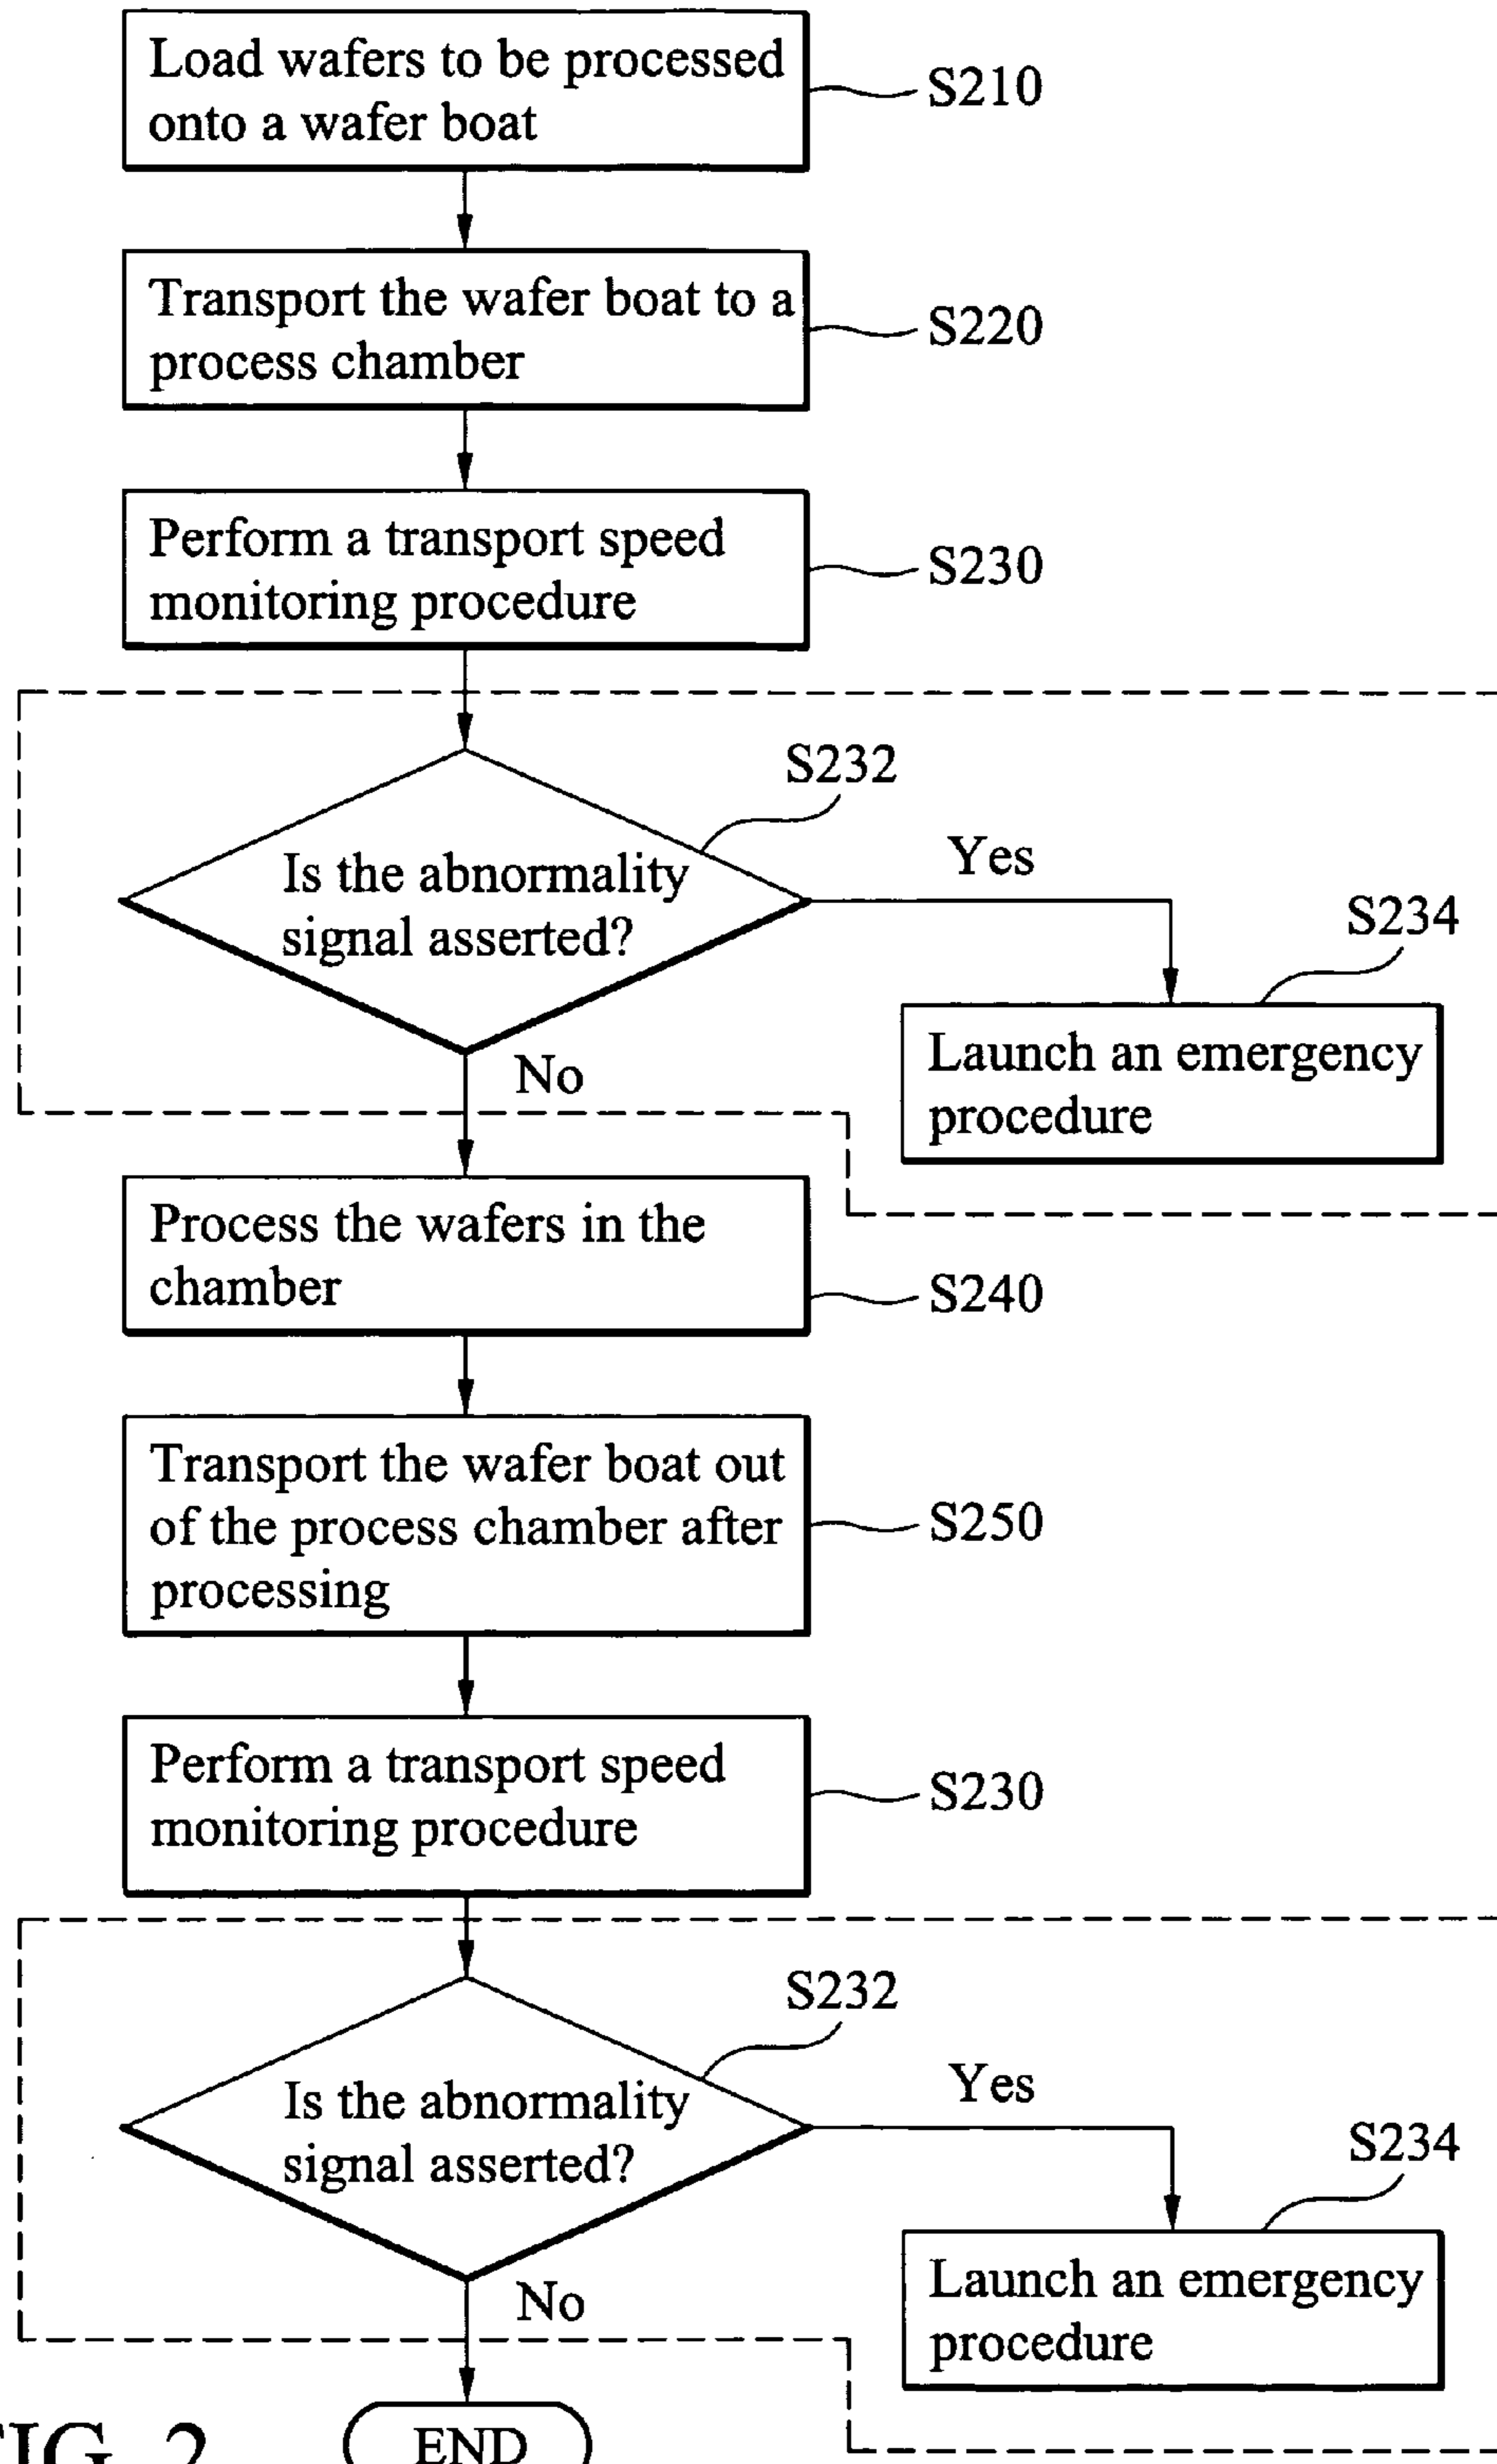 Load wafers to be processed
onto a wafer boat
S210
Transport the wafer boat to a
process chamber
S220
Perform a transport speed
monitoring procedure
S230
S232
Is the abnormality
signal asserted?
Yes
S234
Launch an emergency
procedure
No
Process the wafers in the
chamber
S240
Transport the wafer boat out
of the process chamber after
processing
S250
Perform a transport speed
monitoring procedure
S230
S232
Is the abnormality
signal asserted?
Yes
S234
Launch an emergency
procedure
No
END
FIG. 2